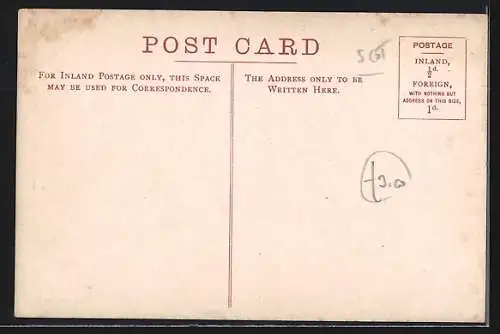 POST CARD
FOR INLAND POSTAGE ONLY, THIS SPACE
MAY BE USED FOR CORRESPONDENCE.
THE ADDRESS ONLY TO BE
WRITTEN HERE.
POSTAGE
INLAND,
½d.
FOREIGN,
WITH NOTHING BUT
ADDRESS ON THIS SIDE,
1d.